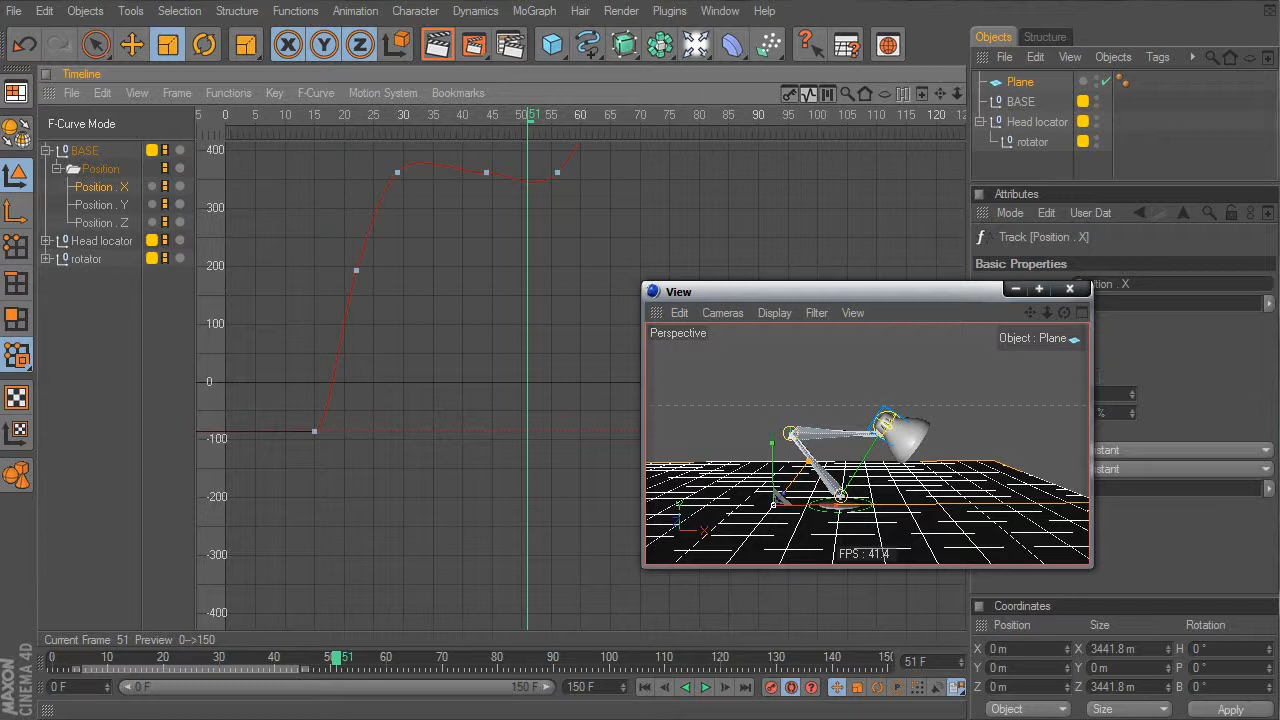 File Edit Objects Tools Selection Structure Functions Animation Character Dynamics MoGraph Hair Render Plugins Window Help
Objects Structure
Timeline
File Edit View Objects Tags
File Edit View Frame Functions Key F-Curve Motion System Bookmarks
Plane
BASE
Head locator
rotator
F-Curve Mode
5 0 5 10 15 20 25 30 35 40 45 50 51 55 60 65 70 75 80 85 90 95 100 105 110 115 120 12
BASE
Position
Position . X
Position . Y
Position . Z
Head locator
rotator
400
300
200
100
0
-100
-200
-300
-400
Attributes
Mode Edit User Dat
Track [Position . X]
Basic Properties
ition . X
%
stant
stant
View
Edit Cameras Display Filter View
Perspective
Object : Plane
X
FPS : 41.4
Current Frame 51 Preview 0-->150
0 10 20 30 40 50 51 60 70 80 90 100 110 120 130 140 150
51 F
0 F 0 F 150 F 150 F
Coordinates
Position Size Rotation
X 0 m X 3441.8 m H 0 °
Y 0 m Y 0 m P 0 °
Z 0 m Z 3441.8 m B 0 °
Object Size Apply
MAXON
CINEMA 4D